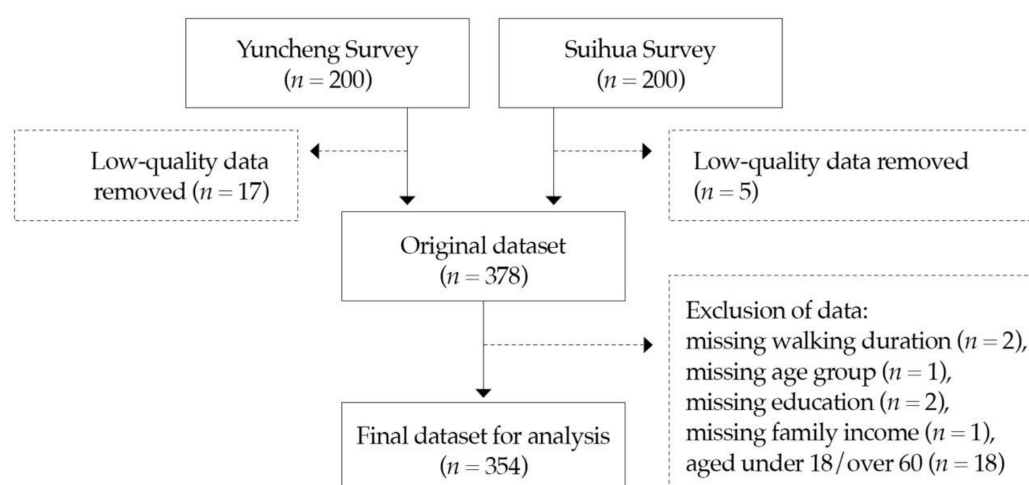 Yuncheng Survey
(n = 200)
Suihua Survey
(n = 200)
Low-quality data
removed (n = 17)
Low-quality data removed
(n = 5)
Original dataset
(n = 378)
Exclusion of data:
missing walking duration (n = 2),
missing age group (n = 1),
missing education (n = 2),
missing family income (n = 1),
aged under 18/over 60 (n = 18)
Final dataset for analysis
(n = 354)